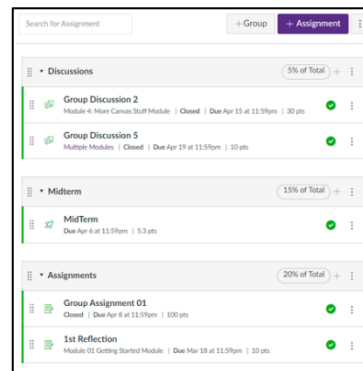 Search for Assignment
+Group
+ Assignment
Discussions
5% of Total
Group Discussion 2
Module 4: More Canvas Stuff Module | Closed | Due Apr 15 at 11:59pm | 30 pts
Group Discussion 5
Multiple Modules | Closed | Due Apr 19 at 11:59pm | 10 pts
Midterm
15% of Total
MidTerm
Due Apr 6 at 11:59pm | 5.3 pts
Assignments
20% of Total
Group Assignment 01
Closed | Due Apr 8 at 11:59pm | 100 pts
1st Reflection
Module 01 Getting Started Module | Due Mar 18 at 11:59pm | 10 pts